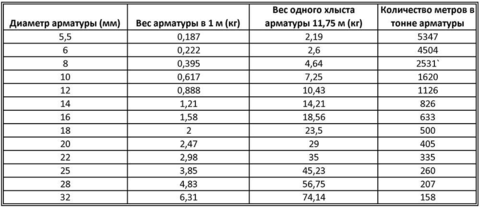 Диаметр арматуры (мм) Вес арматуры в 1 м (кг) Вес одного хлыста арматуры 11,75 м (кг) Количество метров в тонне арматуры
5,5 0,187 2,19 5347
6 0,222 2,6 4504
8 0,395 4,64 2531`
10 0,617 7,25 1620
12 0,888 10,43 1126
14 1,21 14,21 826
16 1,58 18,56 633
18 2 23,5 500
20 2,47 29 405
22 2,98 35 335
25 3,85 45,23 260
28 4,83 56,75 207
32 6,31 74,14 158